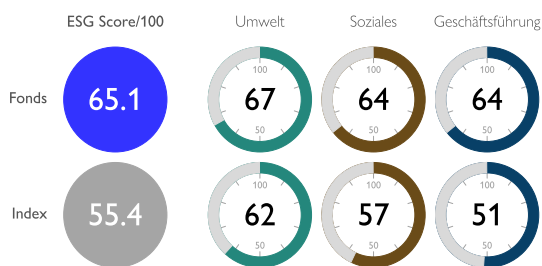 ESG Score/100 Umwelt Soziales Geschäftsführung
100 100 100
Fonds 65.1 67 64 64
50 50 50
100 100 100
Index 55.4 62 57 51
50 50 50